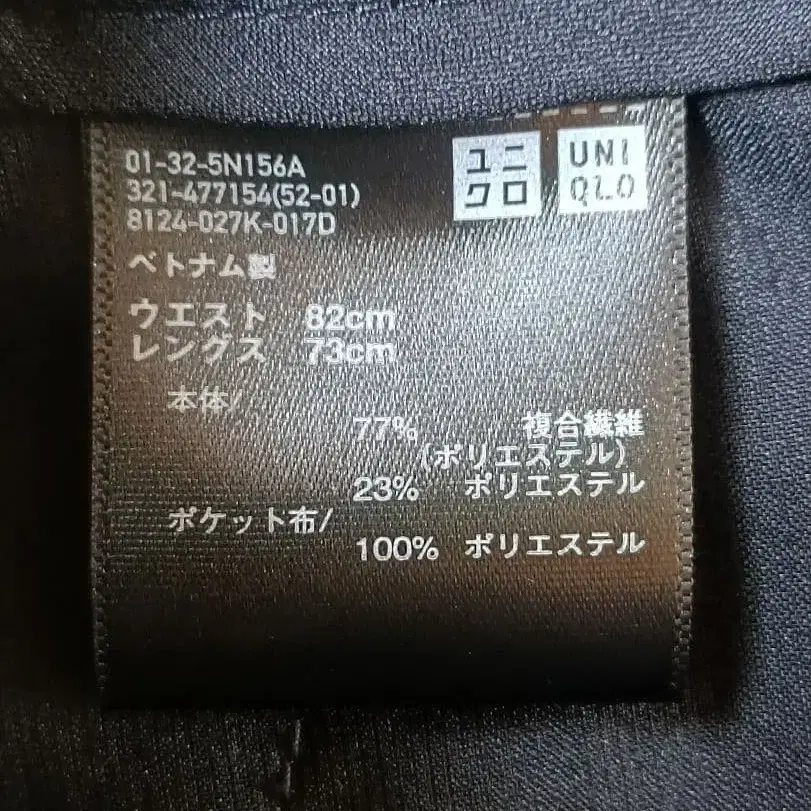 01-32-5N156A
321-477154(52-01)
8124-027K-017D
ユニ
クロ
UNI
QLO
ベトナム製
ウエスト 82cm
レングス 73cm
本体/
77% 複合繊維
(ポリエステル)
23% ポリエステル
ポケット布/
100% ポリエステル